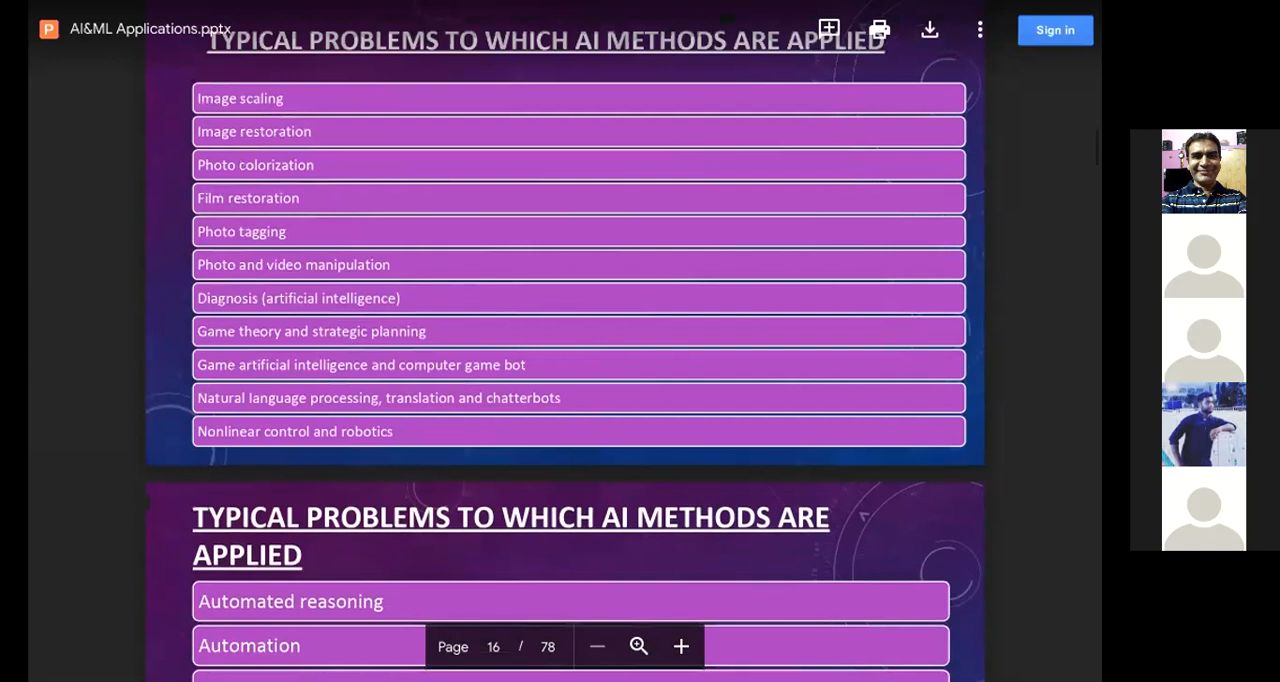 P AI&ML Applications.pptx
Sign in
TYPICAL PROBLEMS TO WHICH AI METHODS ARE APPLIED
Image scaling
Image restoration
Photo colorization
Film restoration
Photo tagging
Photo and video manipulation
Diagnosis (artificial intelligence)
Game theory and strategic planning
Game artificial intelligence and computer game bot
Natural language processing, translation and chatterbots
Nonlinear control and robotics
TYPICAL PROBLEMS TO WHICH AI METHODS ARE
APPLIED
Automated reasoning
Automation
Page 16 / 78